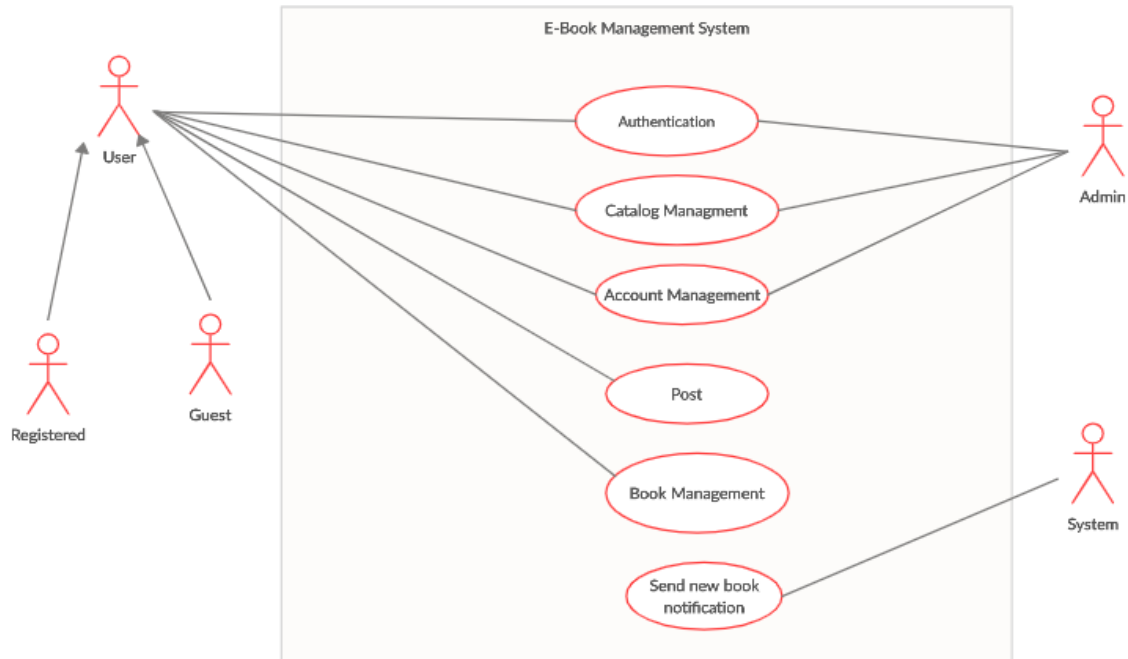 E-Book Management System
User
Authentication
Admin
Catalog Managment
Account Management
Registered
Guest
Post
Book Management
System
Send new book
notification